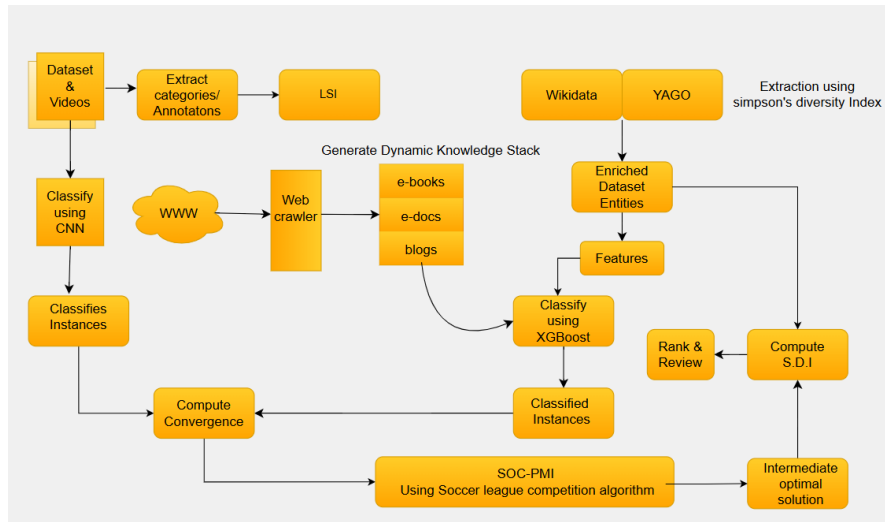 Dataset
&
Videos
Extract
categories/
Annotatons
LSI
Wikidata
YAGO
Extraction using
simpson's diversity Index
Generate Dynamic Knowledge Stack
Classify
using
CNN
WWW
Web
crawler
e-books
e-docs
blogs
Enriched
Dataset
Entities
Features
Classifies
Instances
Classify
using
XGBoost
Rank &
Review
Compute
S.D.I
Compute
Convergence
Classified
Instances
SOC-PMI
Using Soccer league competition algorithm
Intermediate
optimal
solution